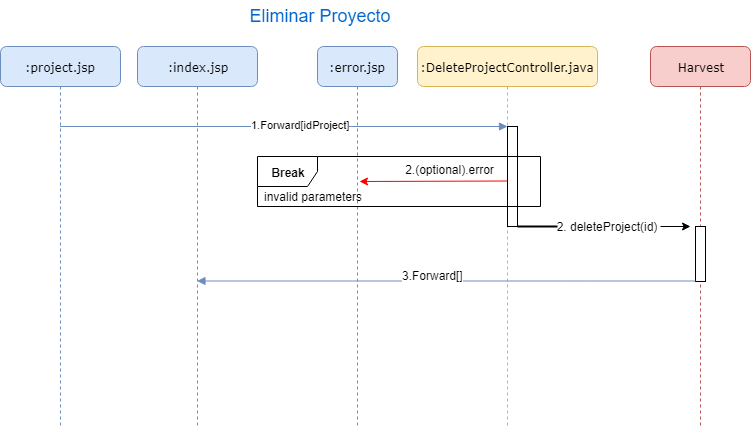 Eliminar Proyecto
:project.jsp
:index.jsp
:error.jsp
:DeleteProjectController.java
Harvest
1.Forward[idProject]
Break
2.(optional).error
invalid parameters
2. deleteProject(id)
3.Forward[]